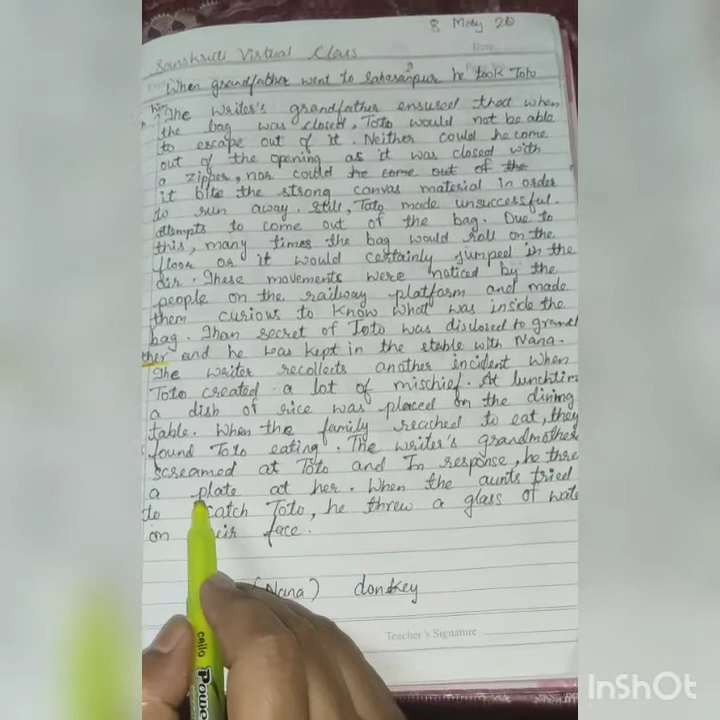 8 May 20
Date
Sanskruti Virtual Class
When grandfather went to Saharanpur he took Toto
him
The writer's grandfather ensused that when
the bag was closed, Toto would not be able
to escape out of it. Neither could he come
out of the opening as it was closed with
a zipper, nor could he come out of the
it bite the strong canvas material in order
to run away. Still, Toto made unsuccessful
attempts to come out of the bag. Due to
this, many times the bag would roll on the
floor or it would certainly jumped in the
air. These movements were noticed by the
people on the railway platform and made
them curious to know what was inside the
bag. Than secret of Toto was disclosed to grand
ther and he was kept in the stable with Nana.
The writer recollects another incident when
Toto created a lot of mischief. At lunchtim
a dish of rice was placed on the dining
table. When the family reached to eat, they
found Toto eating. The writer's grandmother
screamed at Toto and In response, he thre
a plate at her. When the aunts tried
to catch Toto, he threw a glass of wate
on their face.
(Nana) donkey
Teacher's Signature
cello
Power
InShOt